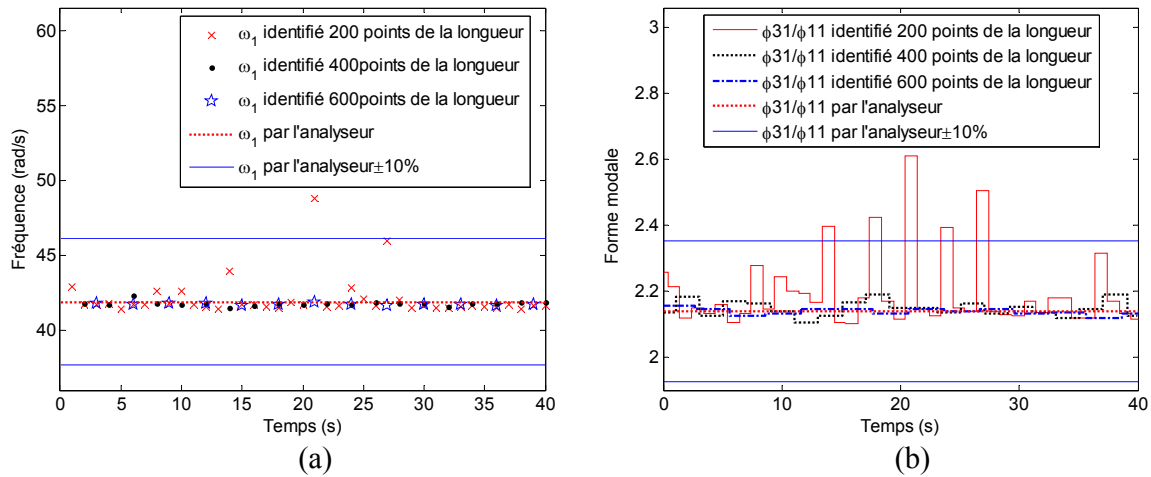 60
55
50
45
40
Fréquence (rad/s)
ω1 identifié 200 points de la longueur
ω1 identifié 400points de la longueur
ω1 identifié 600points de la longueur
ω1 par l'analyseur
ω1 par l'analyseur±10%
0 5 10 15 20 25 30 35 40
Temps (s)
(a)
3
2.8
2.6
2.4
2.2
2
Forme modale
ϕ31/ϕ11 identifié 200 points de la longueur
ϕ31/ϕ11 identifié 400 points de la longueur
ϕ31/ϕ11 identifié 600 points de la longueur
ϕ31/ϕ11 par l'analyseur
ϕ31/ϕ11 par l'analyseur±10%
0 10 20 30 40
Temps (s)
(b)